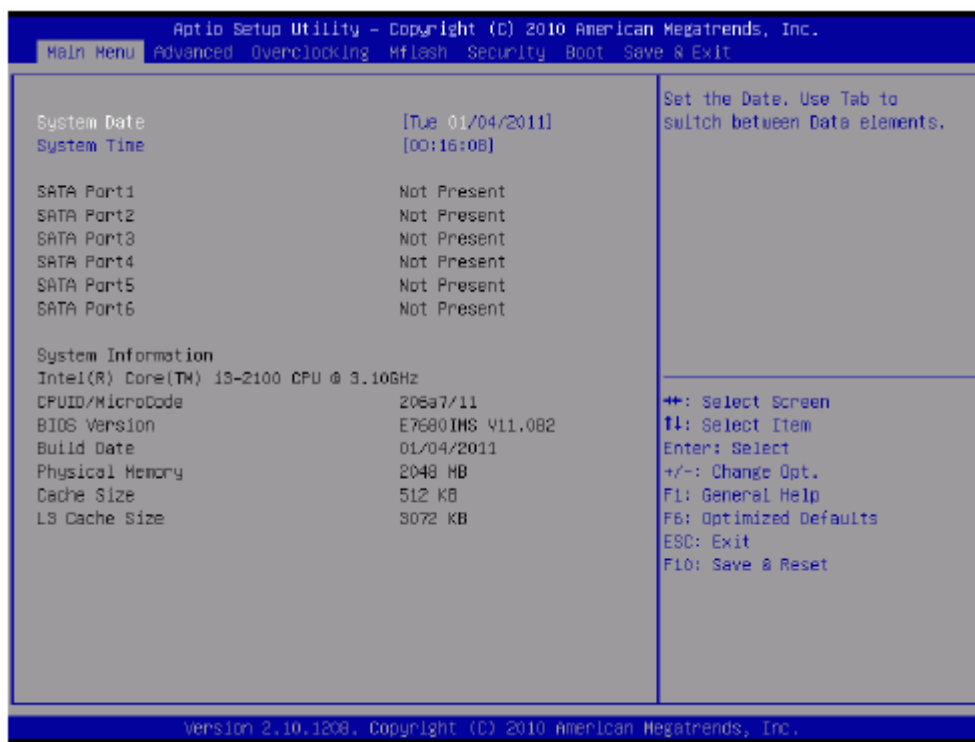 Aptio Setup Utility – Copyright (C) 2010 American Megatrends, Inc.
Main Menu Advanced Overclocking Mflash Security Boot Save & Exit
System Date [Tue 01/04/2011]
System Time [00:16:08]
SATA Port1 Not Present
SATA Port2 Not Present
SATA Port3 Not Present
SATA Port4 Not Present
SATA Port5 Not Present
SATA Port6 Not Present
System Information
Intel(R) Core(TM) i3-2100 CPU @ 3.10GHz
CPUID/MicroCode 206a7/11
BIOS Version E7680IMS V11.0B2
Build Date 01/04/2011
Physical Memory 2048 MB
Cache Size 512 KB
L3 Cache Size 3072 KB
Set the Date. Use Tab to
switch between Data elements.
→←: Select Screen
↑↓: Select Item
Enter: Select
+/-: Change Opt.
F1: General Help
F6: Optimized Defaults
ESC: Exit
F10: Save & Reset
Version 2.10.1208. Copyright (C) 2010 American Megatrends, Inc.